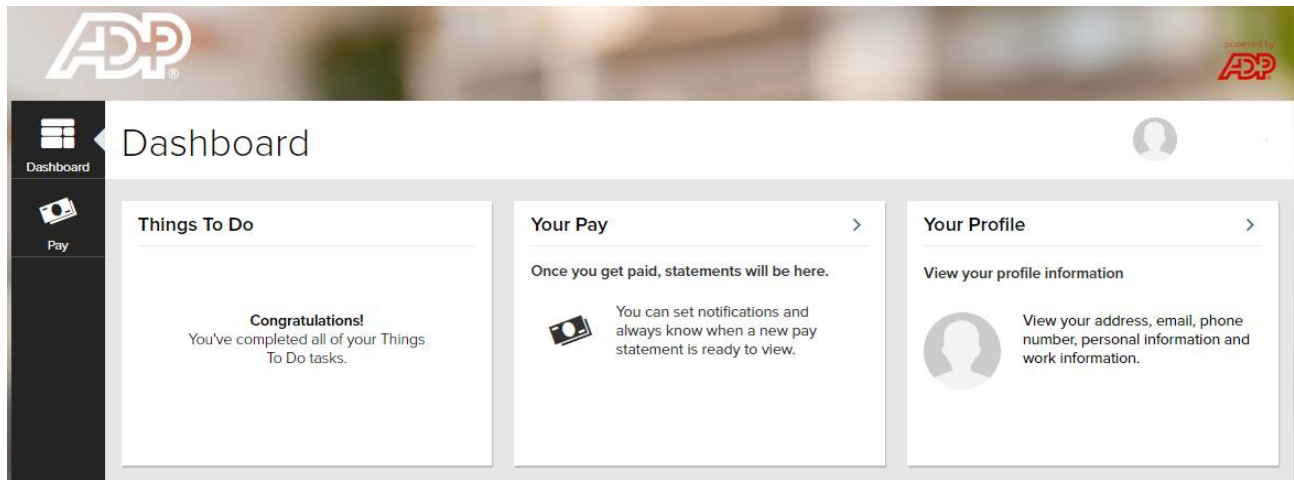 ADP®
powered by
ADP
Dashboard
Dashboard
Pay
Things To Do
Congratulations!
You've completed all of your Things
To Do tasks.
Your Pay
Once you get paid, statements will be here.
You can set notifications and
always know when a new pay
statement is ready to view.
Your Profile
View your profile information
View your address, email, phone
number, personal information and
work information.